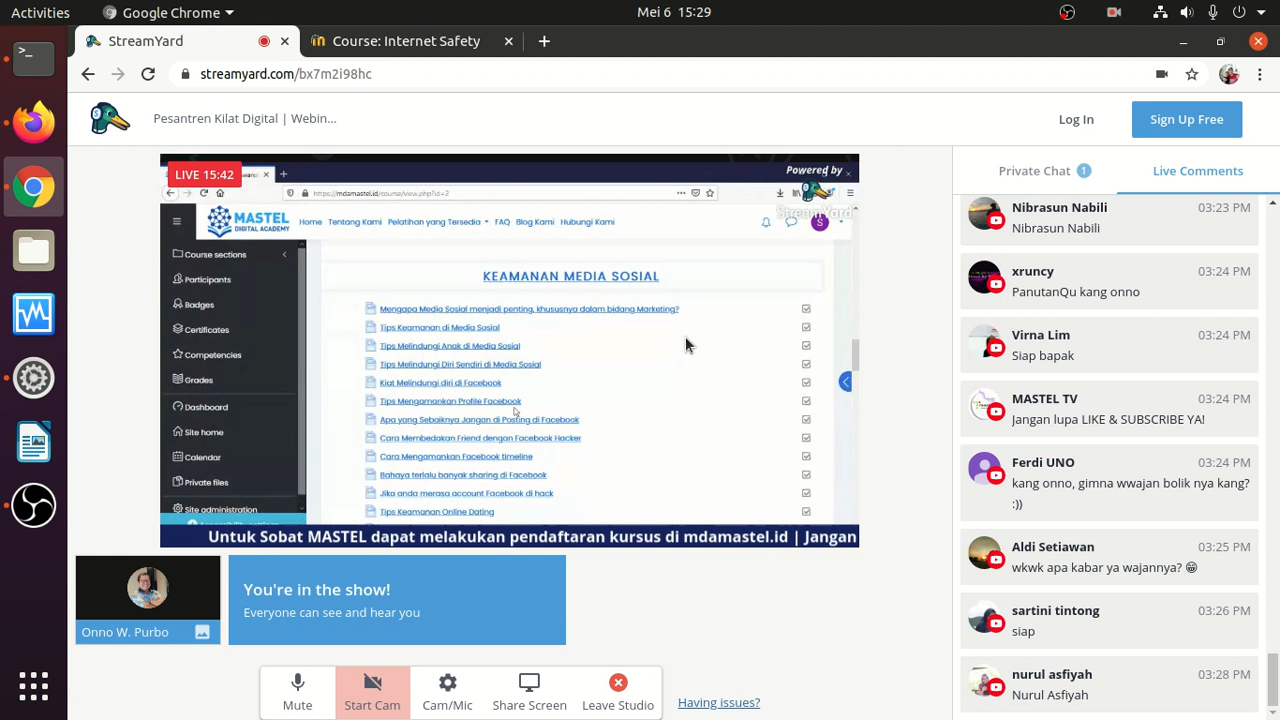 Activities
Google Chrome
Mei 6 15:29
StreamYard
Course: Internet Safety
streamyard.com/bx7m2i98hc
Pesantren Kilat Digital | Webin...
Log In
Sign Up Free
Private Chat 1
Live Comments
LIVE 15:42
Powered by
StreamYard
https://mdamastel.id/course/view.php?id=2
MASTEL
DIGITAL ACADEMY
Home
Tentang Kami
Pelatihan yang Tersedia
FAQ
Blog Kami
Hubungi Kami
S
Course sections
Participants
Badges
Certificates
Competencies
Grades
Dashboard
Site home
Calendar
Private files
Site administration
KEAMANAN MEDIA SOSIAL
Mengapa Media Sosial menjadi penting, khususnya dalam bidang Marketing?
Tips Keamanan di Media Sosial
Tips Melindungi Anak di Media Sosial
Tips Melindungi Diri Sendiri di Media Sosial
Kiat Melindungi diri di Facebook
Tips Mengamankan Profile Facebook
Apa yang Sebaiknya Jangan di Posting di Facebook
Cara Membedakan Friend dengan Facebook Hacker
Cara Mengamankan Facebook timeline
Bahaya terlalu banyak sharing di Facebook
Jika anda merasa account Facebook di hack
Tips Keamanan Online Dating
Untuk Sobat MASTEL dapat melakukan pendaftaran kursus di mdamastel.id | Jangan
Onno W. Purbo
You're in the show!
Everyone can see and hear you
Mute
Start Cam
Cam/Mic
Share Screen
Leave Studio
Having issues?
Nibrasun Nabili 03:23 PM
Nibrasun Nabili
xruncy 03:24 PM
PanutanQu kang onno
Virna Lim 03:24 PM
Siap bapak
MASTEL TV 03:24 PM
Jangan lupa LIKE & SUBSCRIBE YA!
Ferdi UNO 03:24 PM
kang onno, gimna wwajan bolik nya kang?
:))
Aldi Setiawan 03:25 PM
wkwk apa kabar ya wajannya? 😁
sartini tintong 03:26 PM
siap
nurul asfiyah 03:28 PM
Nurul Asfiyah